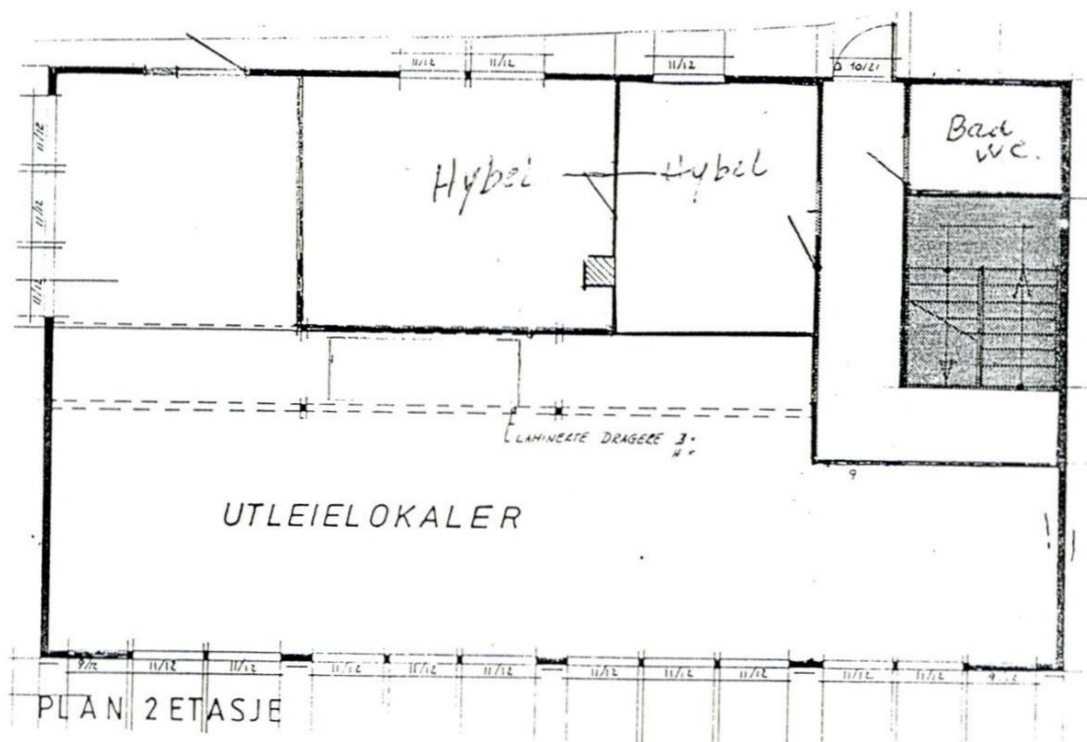 11/12 11/12 11/12 10/21
11/12
11/12
11/12
Bad
WC.
Hybel Hybel
LAMINERTE DRAGERE B=
H=
9
UTLEIELOKALER
9/12 11/12 11/12 11/12 11/12 11/12 11/12 11/12 11/12 11/12 11/12
PLAN 2 ETASJE